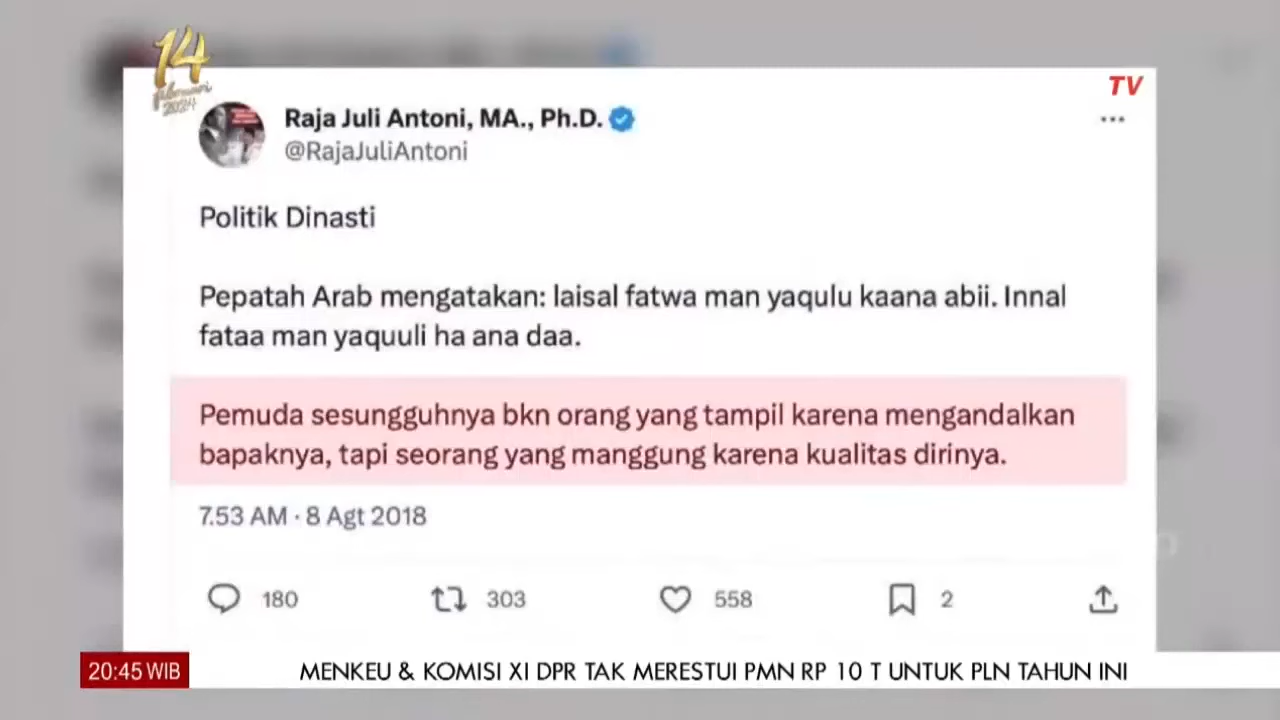 14
Februari
2024
TV
Raja Juli Antoni, MA., Ph.D.
@RajaJuliAntoni
Politik Dinasti
Pepatah Arab mengatakan: laisal fatwa man yaqulu kaana abii. Innal
fataa man yaquuli ha ana daa.
Pemuda sesungguhnya bkn orang yang tampil karena mengandalkan
bapaknya, tapi seorang yang manggung karena kualitas dirinya.
7.53 AM · 8 Agt 2018
180 303 558 2
20:45 WIB MENKEU & KOMISI XI DPR TAK MERESTUI PMN RP 10 T UNTUK PLN TAHUN INI